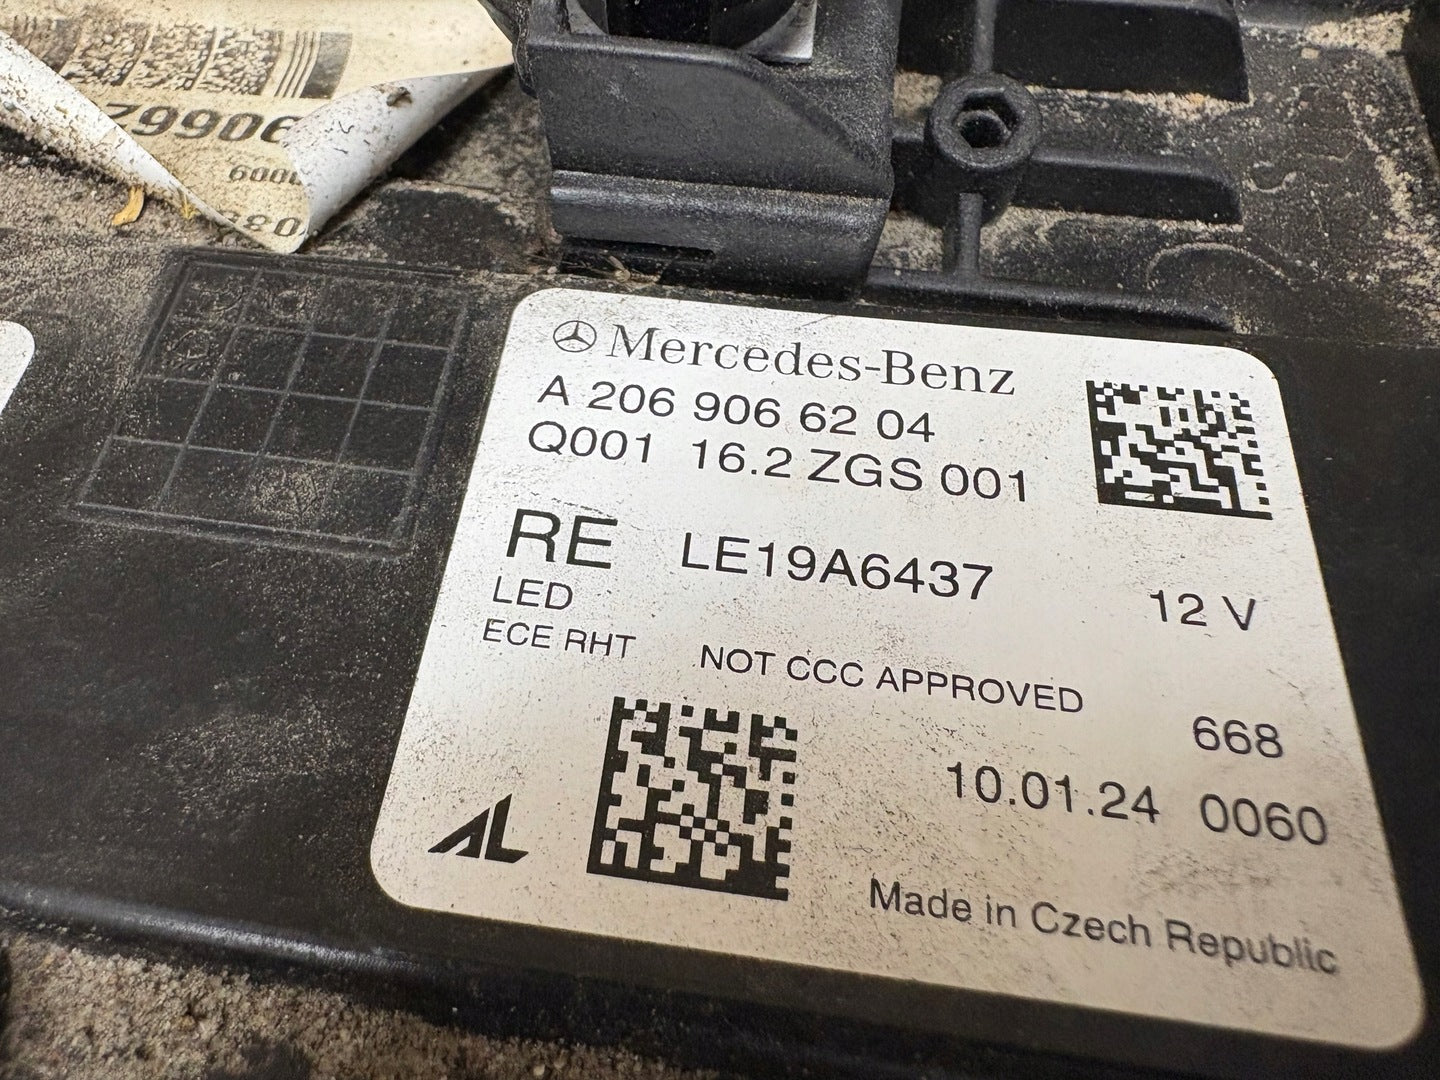 Mercedes-Benz
A 206 906 62 04
Q001 16.2 ZGS 001
RE LE19A6437 12 V
LED
ECE RHT NOT CCC APPROVED
668
10.01.24 0060
AL
Made in Czech Republic